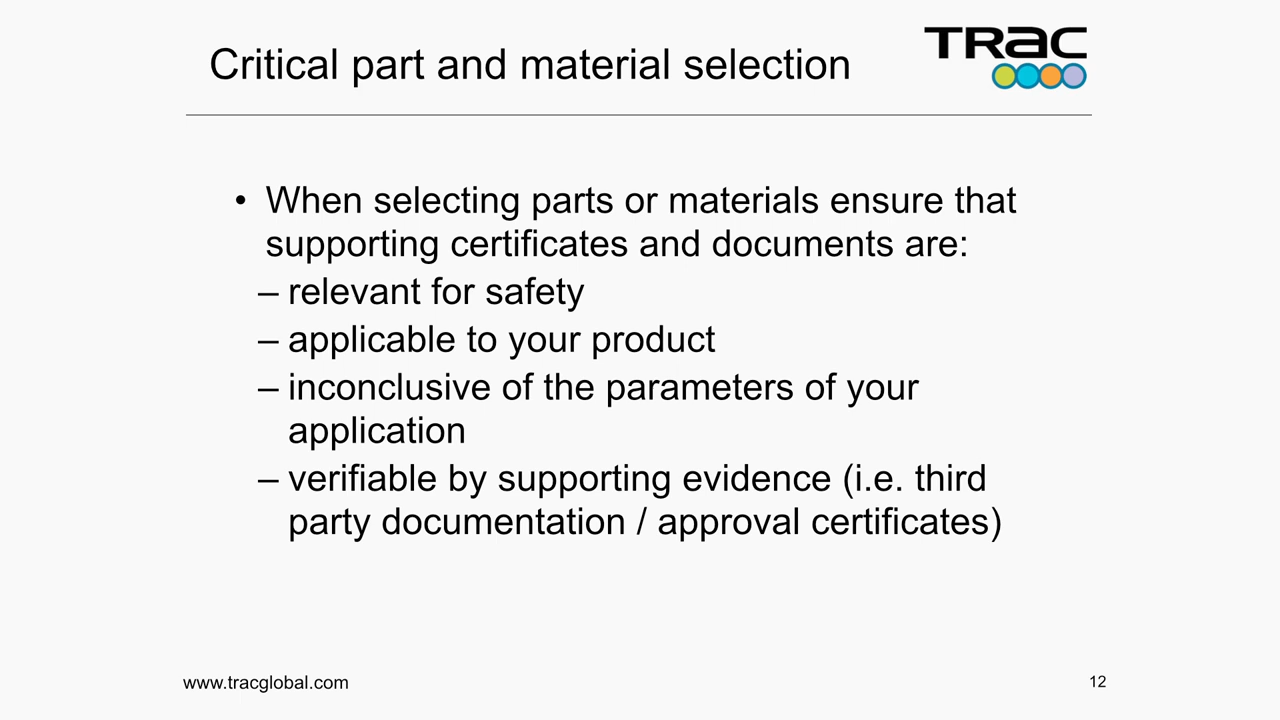 Critical part and material selection
TRac
• When selecting parts or materials ensure that
supporting certificates and documents are:
– relevant for safety
– applicable to your product
– inconclusive of the parameters of your
application
– verifiable by supporting evidence (i.e. third
party documentation / approval certificates)
www.tracglobal.com
12